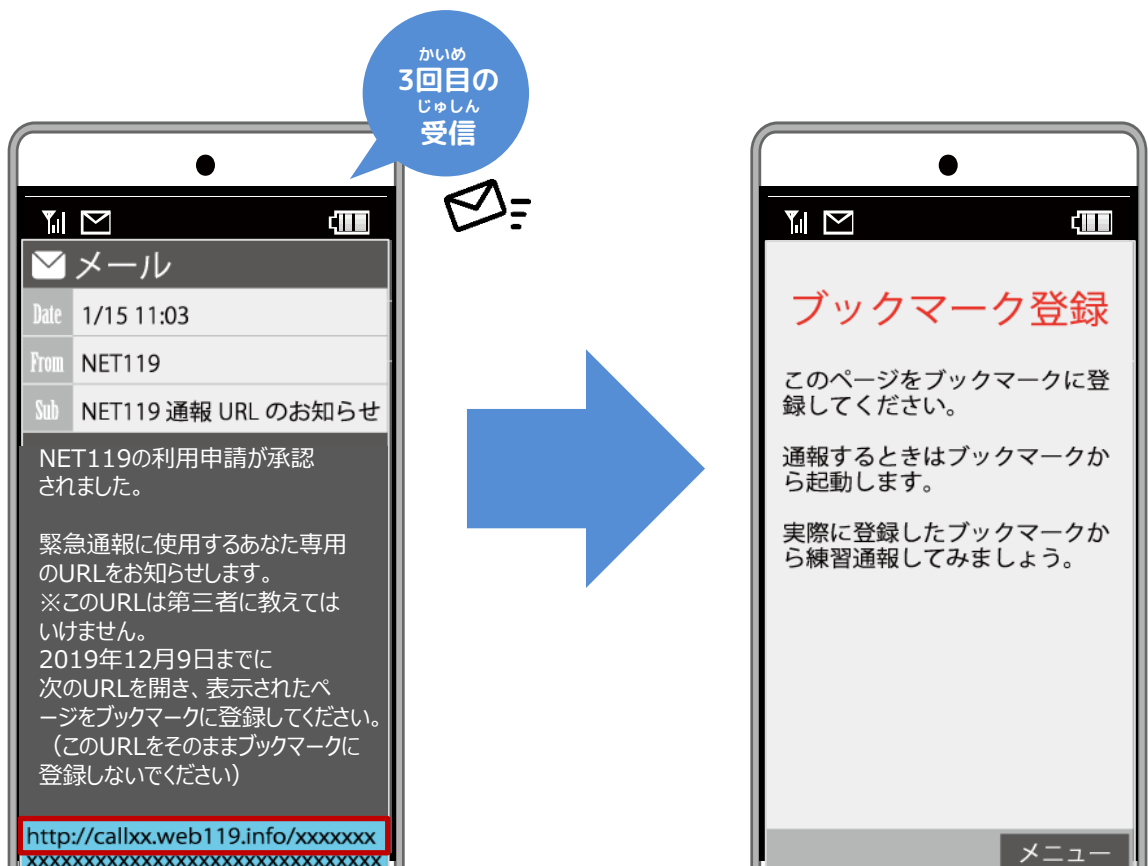 かいめ
3回目の
じゅしん
受信
メール
Date 1/15 11:03
From NET119
Sub NET119 通報 URL のお知らせ
NET119の利用申請が承認
されました。
緊急通報に使用するあなた専用
のURLをお知らせします。
※このURLは第三者に教えては
いけません。
2019年12月9日までに
次のURLを開き、表示されたペ
ージをブックマークに登録してください。
（このURLをそのままブックマークに
登録しないでください）
http://callxx.web119.info/xxxxxxx
xxxxxxxxxxxxxxxxxxxxxxxxxxxxxx
ブックマーク登録
このページをブックマークに登
録してください。
通報するときはブックマークか
ら起動します。
実際に登録したブックマークか
ら練習通報してみましょう。
メニュー